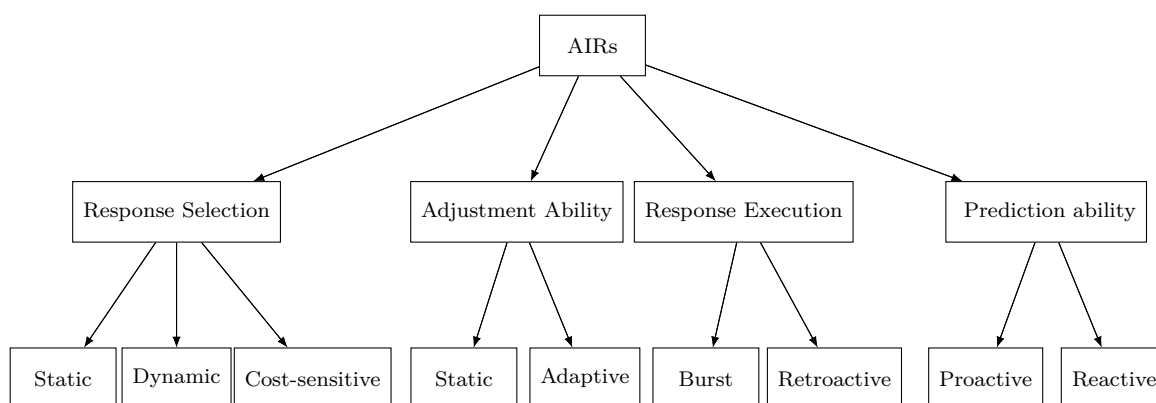 AIRs
Response Selection
Adjustment Ability
Response Execution
Prediction ability
Static
Dynamic
Cost-sensitive
Static
Adaptive
Burst
Retroactive
Proactive
Reactive